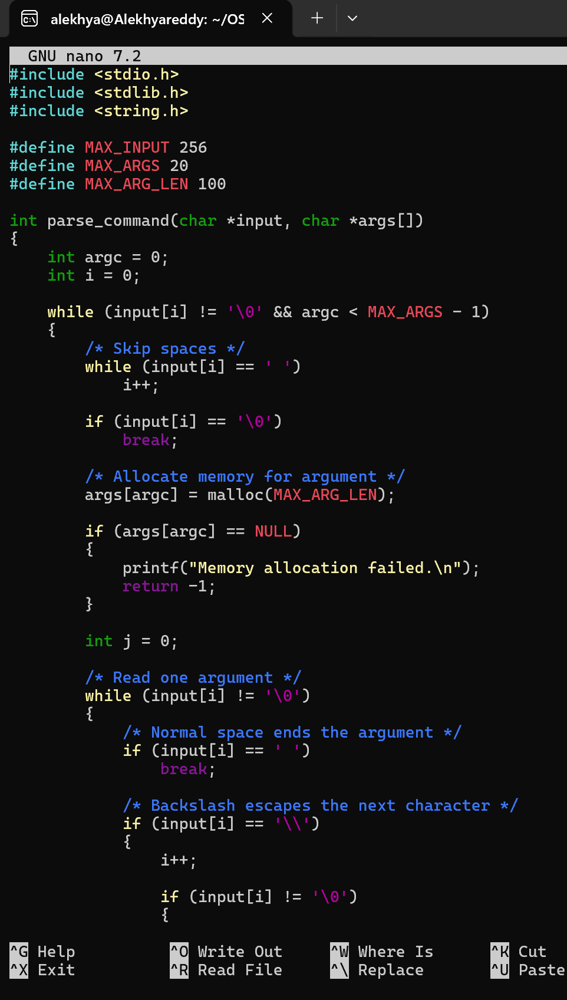 alekhya@Alekhyareddy: ~/OS
GNU nano 7.2
#include <stdio.h>
#include <stdlib.h>
#include <string.h>

#define MAX_INPUT 256
#define MAX_ARGS 20
#define MAX_ARG_LEN 100

int parse_command(char *input, char *args[])
{
    int argc = 0;
    int i = 0;

    while (input[i] != '\0' && argc < MAX_ARGS - 1)
    {
        /* Skip spaces */
        while (input[i] == ' ')
            i++;

        if (input[i] == '\0')
            break;

        /* Allocate memory for argument */
        args[argc] = malloc(MAX_ARG_LEN);

        if (args[argc] == NULL)
        {
            printf("Memory allocation failed.\n");
            return -1;
        }

        int j = 0;

        /* Read one argument */
        while (input[i] != '\0')
        {
            /* Normal space ends the argument */
            if (input[i] == ' ')
                break;

            /* Backslash escapes the next character */
            if (input[i] == '\\')
            {
                i++;

                if (input[i] != '\0')
                {

^G Help ^O Write Out ^W Where Is ^K Cut
^X Exit ^R Read File ^\ Replace ^U Paste